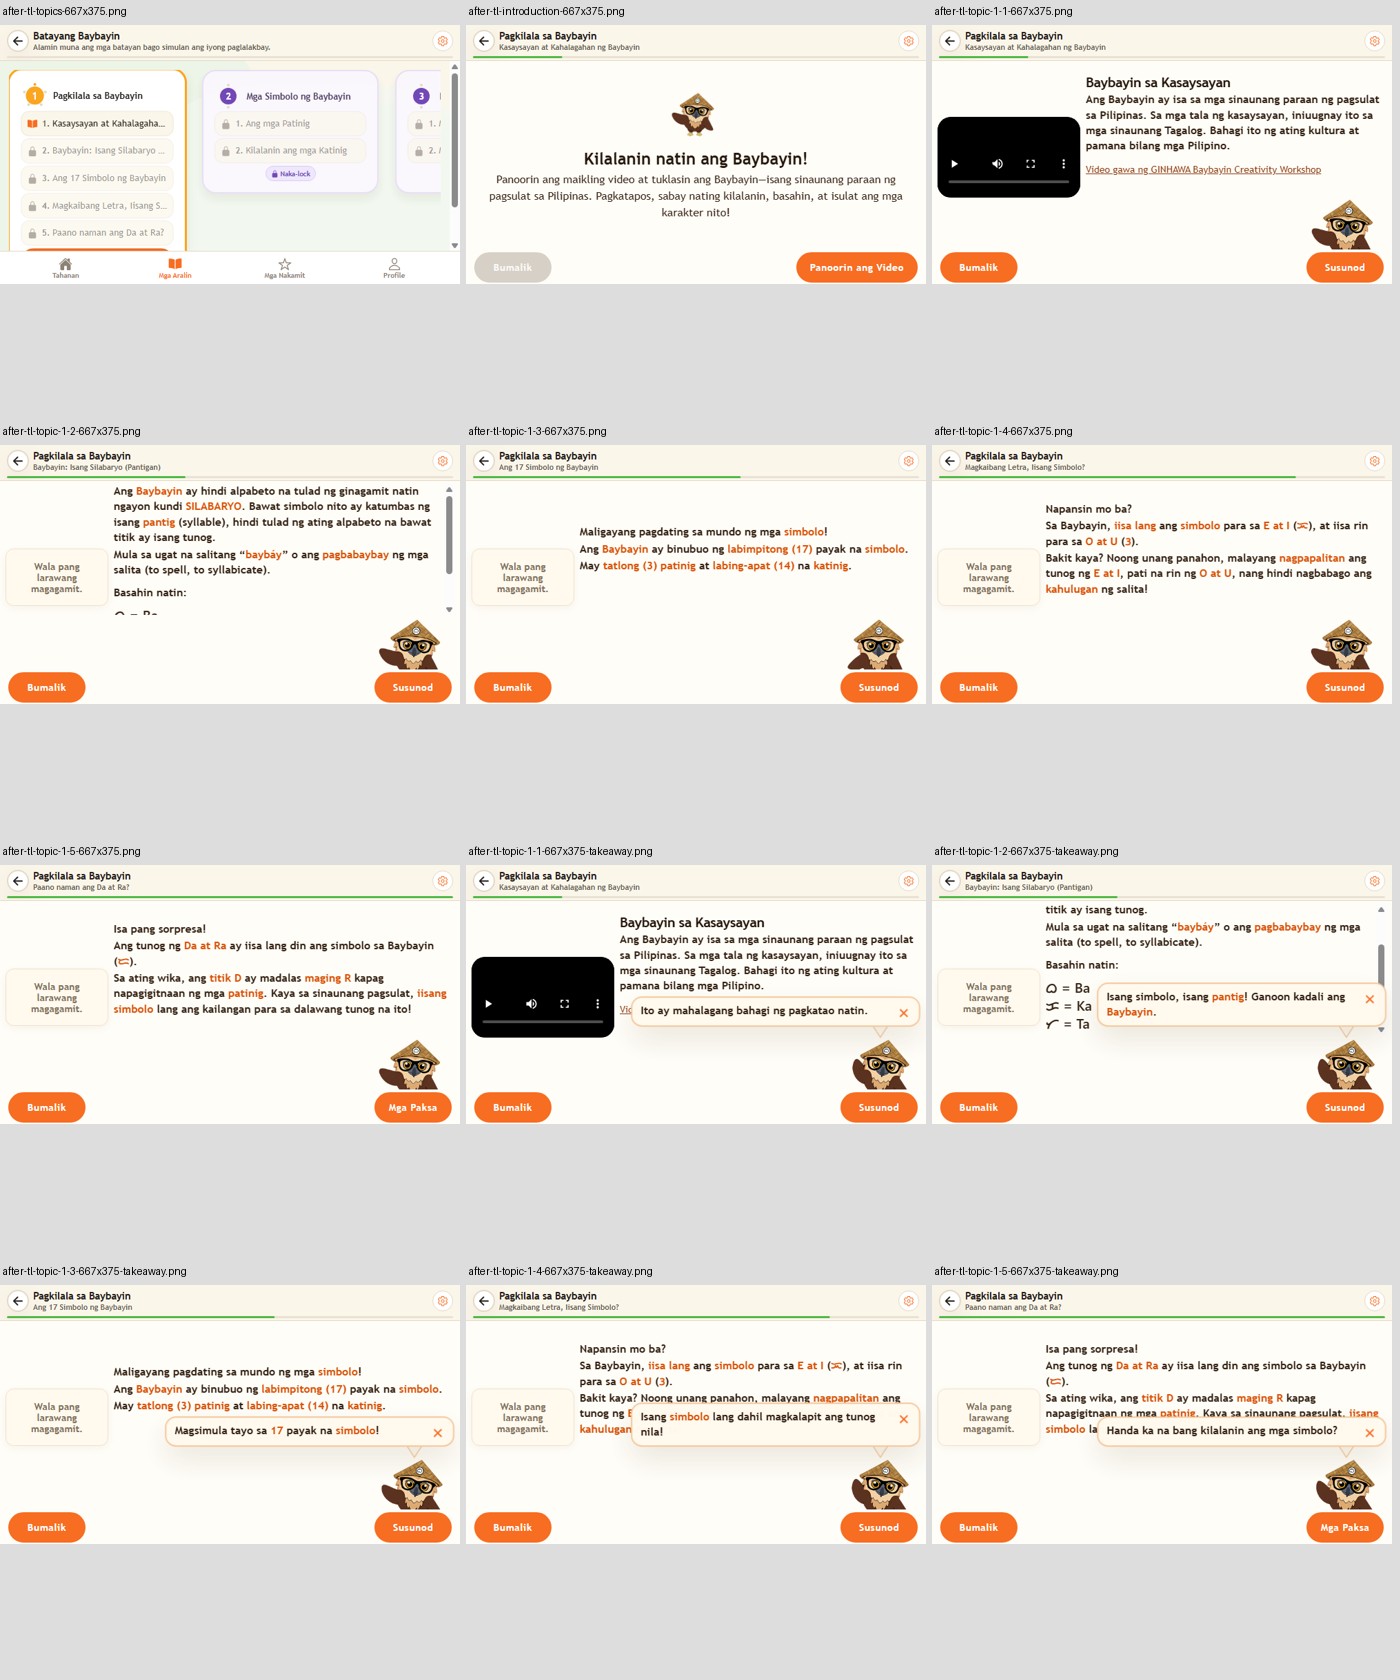 after-tl-topics-667x375.png
Batayang Baybayin
Alamin muna ang mga batayan bago simulan ang iyong paglalakbay.
1
Pagkilala sa Baybayin
1. Kasaysayan at Kahalagaha...
2. Baybayin: Isang Silabaryo ...
3. Ang 17 Simbolo ng Baybayin
4. Magkaibang Letra, Iisang S...
5. Paano naman ang Da at Ra?
2
Mga Simbolo ng Baybayin
1. Ang mga Patinig
2. Kilalanin ang mga Katinig
Naka-lock
3
1.
2.
Tahanan
Mga Aralin
Mga Nakamit
Profile
after-tl-introduction-667x375.png
Pagkilala sa Baybayin
Kasaysayan at Kahalagahan ng Baybayin
Kilalanin natin ang Baybayin!
Panoorin ang maikling video at tuklasin ang Baybayin—isang sinaunang paraan ng
pagsulat sa Pilipinas. Pagkatapos, sabay nating kilalanin, basahin, at isulat ang mga
karakter nito!
Bumalik
Panoorin ang Video
after-tl-topic-1-1-667x375.png
Pagkilala sa Baybayin
Kasaysayan at Kahalagahan ng Baybayin
Baybayin sa Kasaysayan
Ang Baybayin ay isa sa mga sinaunang paraan ng pagsulat
sa Pilipinas. Sa mga tala ng kasaysayan, iniuugnay ito sa
mga sinaunang Tagalog. Bahagi ito ng ating kultura at
pamana bilang mga Pilipino.
Video gawa ng GINHAWA Baybayin Creativity Workshop
Bumalik
Susunod
after-tl-topic-1-2-667x375.png
Pagkilala sa Baybayin
Baybayin: Isang Silabaryo (Pantigan)
Wala pang
larawang
magagamit.
Ang Baybayin ay hindi alpabeto na tulad ng ginagamit natin
ngayon kundi SILABARYO. Bawat simbolo nito ay katumbas ng
isang pantig (syllable), hindi tulad ng ating alpabeto na bawat
titik ay isang tunog.
Mula sa ugat na salitang “baybáy” o ang pagbababaybay ng mga
salita (to spell, to syllabicate).
Basahin natin:
ᜊ = Ba
Bumalik
Susunod
after-tl-topic-1-3-667x375.png
Pagkilala sa Baybayin
Ang 17 Simbolo ng Baybayin
Wala pang
larawang
magagamit.
Maligayang pagdating sa mundo ng mga simbolo!
Ang Baybayin ay binubuo ng labimpitong (17) payak na simbolo.
May tatlong (3) patinig at labing-apat (14) na katinig.
Bumalik
Susunod
after-tl-topic-1-4-667x375.png
Pagkilala sa Baybayin
Magkaibang Letra, Iisang Simbolo?
Wala pang
larawang
magagamit.
Napansin mo ba?
Sa Baybayin, iisa lang ang simbolo para sa E at I (ᜁ), at iisa rin
para sa O at U (ᜂ).
Bakit kaya? Noong unang panahon, malayang nagpapalitan ang
tunog ng E at I, pati na rin ng O at U, nang hindi nagbabago ang
kahulugan ng salita!
Bumalik
Susunod
after-tl-topic-1-5-667x375.png
Pagkilala sa Baybayin
Paano naman ang Da at Ra?
Wala pang
larawang
magagamit.
Isa pang sorpresa!
Ang tunog ng Da at Ra ay iisa lang din ang simbolo sa Baybayin
(ᜇ).
Sa ating wika, ang titik D ay madalas maging R kapag
napagigitnaan ng mga patinig. Kaya sa sinaunang pagsulat, iisang
simbolo lang ang kailangan para sa dalawang tunog na ito!
Bumalik
Mga Paksa
after-tl-topic-1-1-667x375-takeaway.png
Pagkilala sa Baybayin
Kasaysayan at Kahalagahan ng Baybayin
Baybayin sa Kasaysayan
Ang Baybayin ay isa sa mga sinaunang paraan ng pagsulat
sa Pilipinas. Sa mga tala ng kasaysayan, iniuugnay ito sa
mga sinaunang Tagalog. Bahagi ito ng ating kultura at
pamana bilang mga Pilipino.
Ito ay mahalagang bahagi ng pagkatao natin.
Bumalik
Susunod
after-tl-topic-1-2-667x375-takeaway.png
Pagkilala sa Baybayin
Baybayin: Isang Silabaryo (Pantigan)
Wala pang
larawang
magagamit.
titik ay isang tunog.
Mula sa ugat na salitang “baybáy” o ang pagbababaybay ng mga
salita (to spell, to syllabicate).
Basahin natin:
ᜊ = Ba
ᜃ = Ka
ᜆ = Ta
Isang simbolo, isang pantig! Ganoon kadali ang
Baybayin.
Bumalik
Susunod
after-tl-topic-1-3-667x375-takeaway.png
Pagkilala sa Baybayin
Ang 17 Simbolo ng Baybayin
Wala pang
larawang
magagamit.
Maligayang pagdating sa mundo ng mga simbolo!
Ang Baybayin ay binubuo ng labimpitong (17) payak na simbolo.
May tatlong (3) patinig at labing-apat (14) na katinig.
Magsimula tayo sa 17 payak na simbolo!
Bumalik
Susunod
after-tl-topic-1-4-667x375-takeaway.png
Pagkilala sa Baybayin
Magkaibang Letra, Iisang Simbolo?
Wala pang
larawang
magagamit.
Napansin mo ba?
Sa Baybayin, iisa lang ang simbolo para sa E at I (ᜁ), at iisa rin
para sa O at U (ᜂ).
Bakit kaya? Noong unang panahon, malayang nagpapalitan ang
tunog ng
kahulugan
Isang simbolo lang dahil magkalapit ang tunog
nila!
Bumalik
Susunod
after-tl-topic-1-5-667x375-takeaway.png
Pagkilala sa Baybayin
Paano naman ang Da at Ra?
Wala pang
larawang
magagamit.
Isa pang sorpresa!
Ang tunog ng Da at Ra ay iisa lang din ang simbolo sa Baybayin
(ᜇ).
Sa ating wika, ang titik D ay madalas maging R kapag
napagigitnaan ng mga patinig. Kaya sa sinaunang pagsulat, iisang
simbolo
Handa ka na bang kilalanin ang mga simbolo?
Bumalik
Mga Paksa